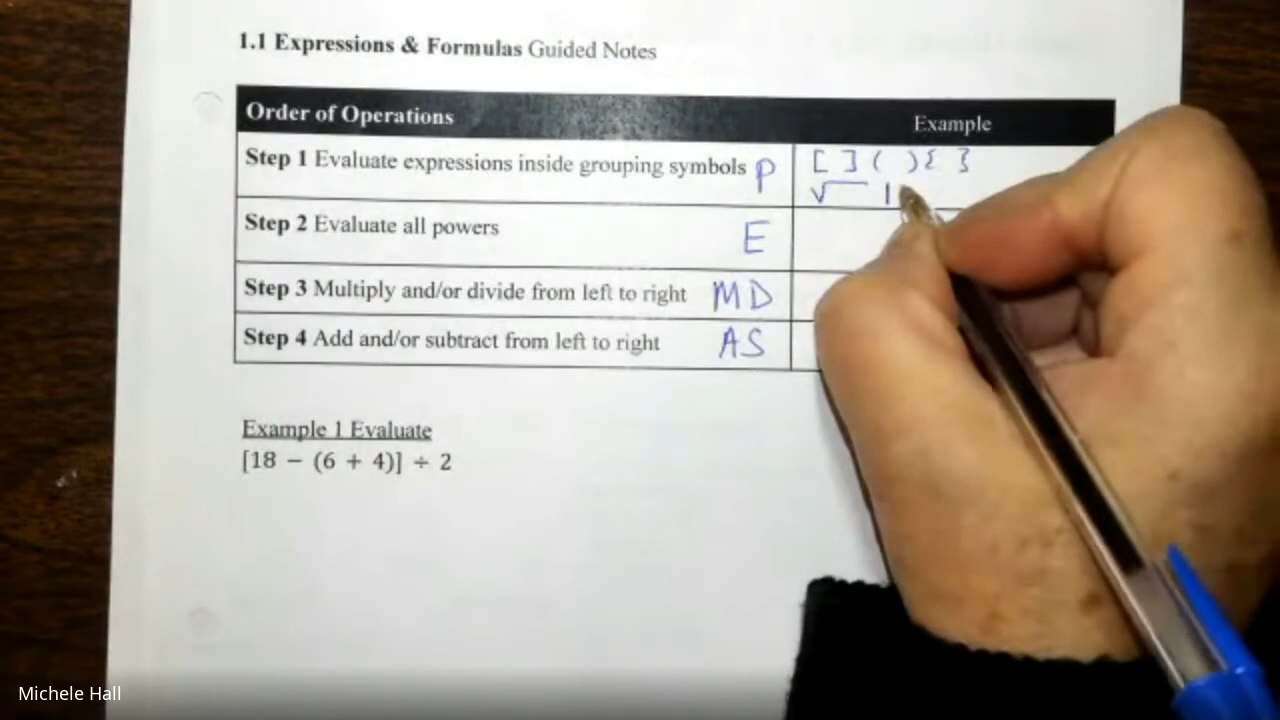 1.1 Expressions & Formulas Guided Notes
Order of Operations Example
Step 1 Evaluate expressions inside grouping symbols P [ ] ( ) { }
√ |
Step 2 Evaluate all powers E
Step 3 Multiply and/or divide from left to right MD
Step 4 Add and/or subtract from left to right AS
Example 1 Evaluate
[18 − (6 + 4)] ÷ 2
Michele Hall